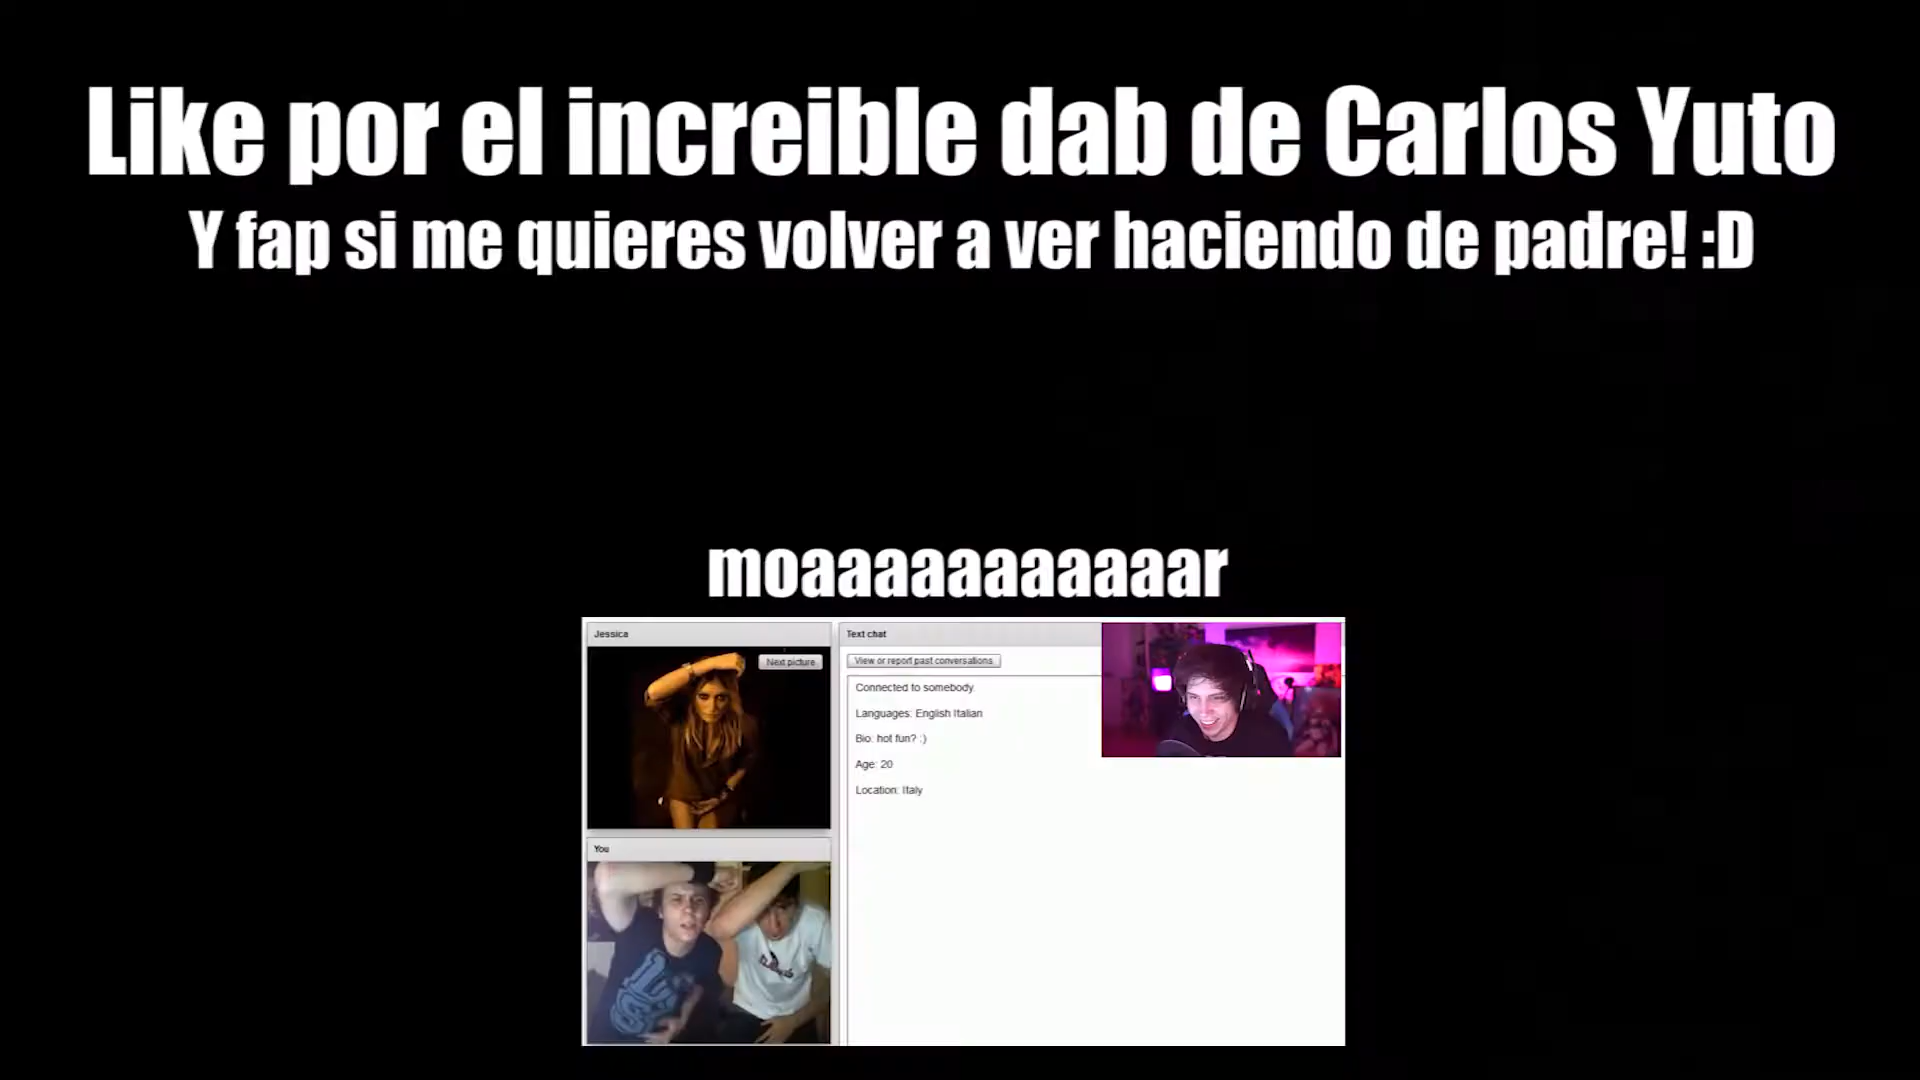 Like por el increible dab de Carlos Yuto
Y fap si me quieres volver a ver haciendo de padre! :D
moaaaaaaaaaaaar
Jessica
Next picture
Text chat
View or report past conversations.
Connected to somebody.
Languages: English Italian
Bio: hot fun? :)
Age: 20
Location: Italy
You